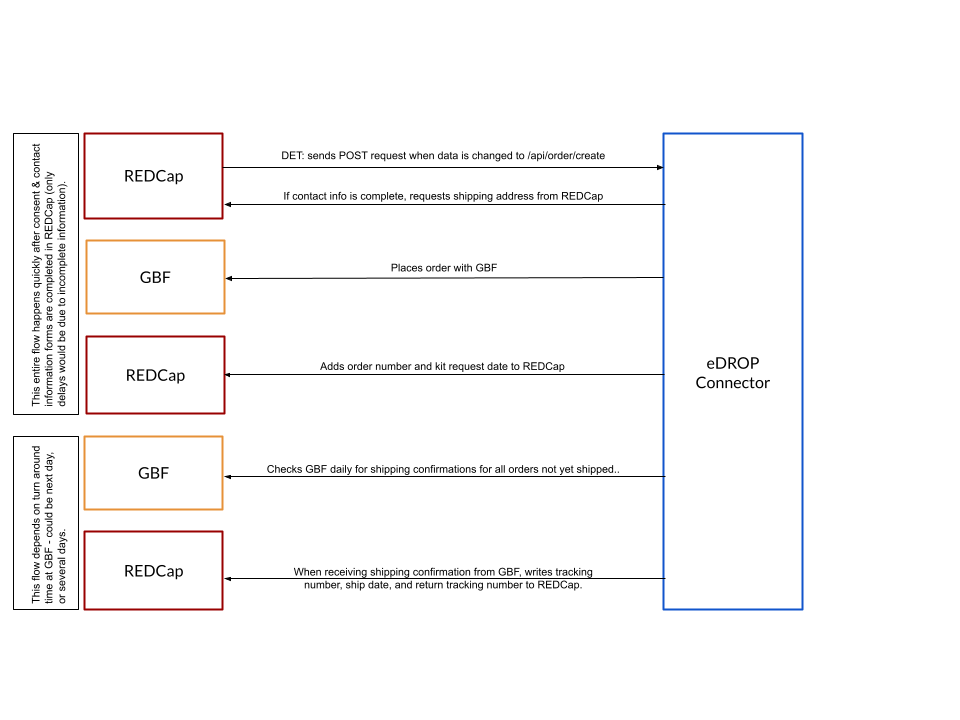 This entire flow happens quickly after consent & contact
information forms are completed in REDCap (only
delays would be due to incomplete information).
REDCap
DET: sends POST request when data is changed to /api/order/create
If contact info is complete, requests shipping address from REDCap
GBF
Places order with GBF
REDCap
Adds order number and kit request date to REDCap
eDROP
Connector
This flow depends on turn around
time at GBF - could be next day,
or several days.
GBF
Checks GBF daily for shipping confirmations for all orders not yet shipped..
REDCap
When receiving shipping confirmation from GBF, writes tracking
number, ship date, and return tracking number to REDCap.